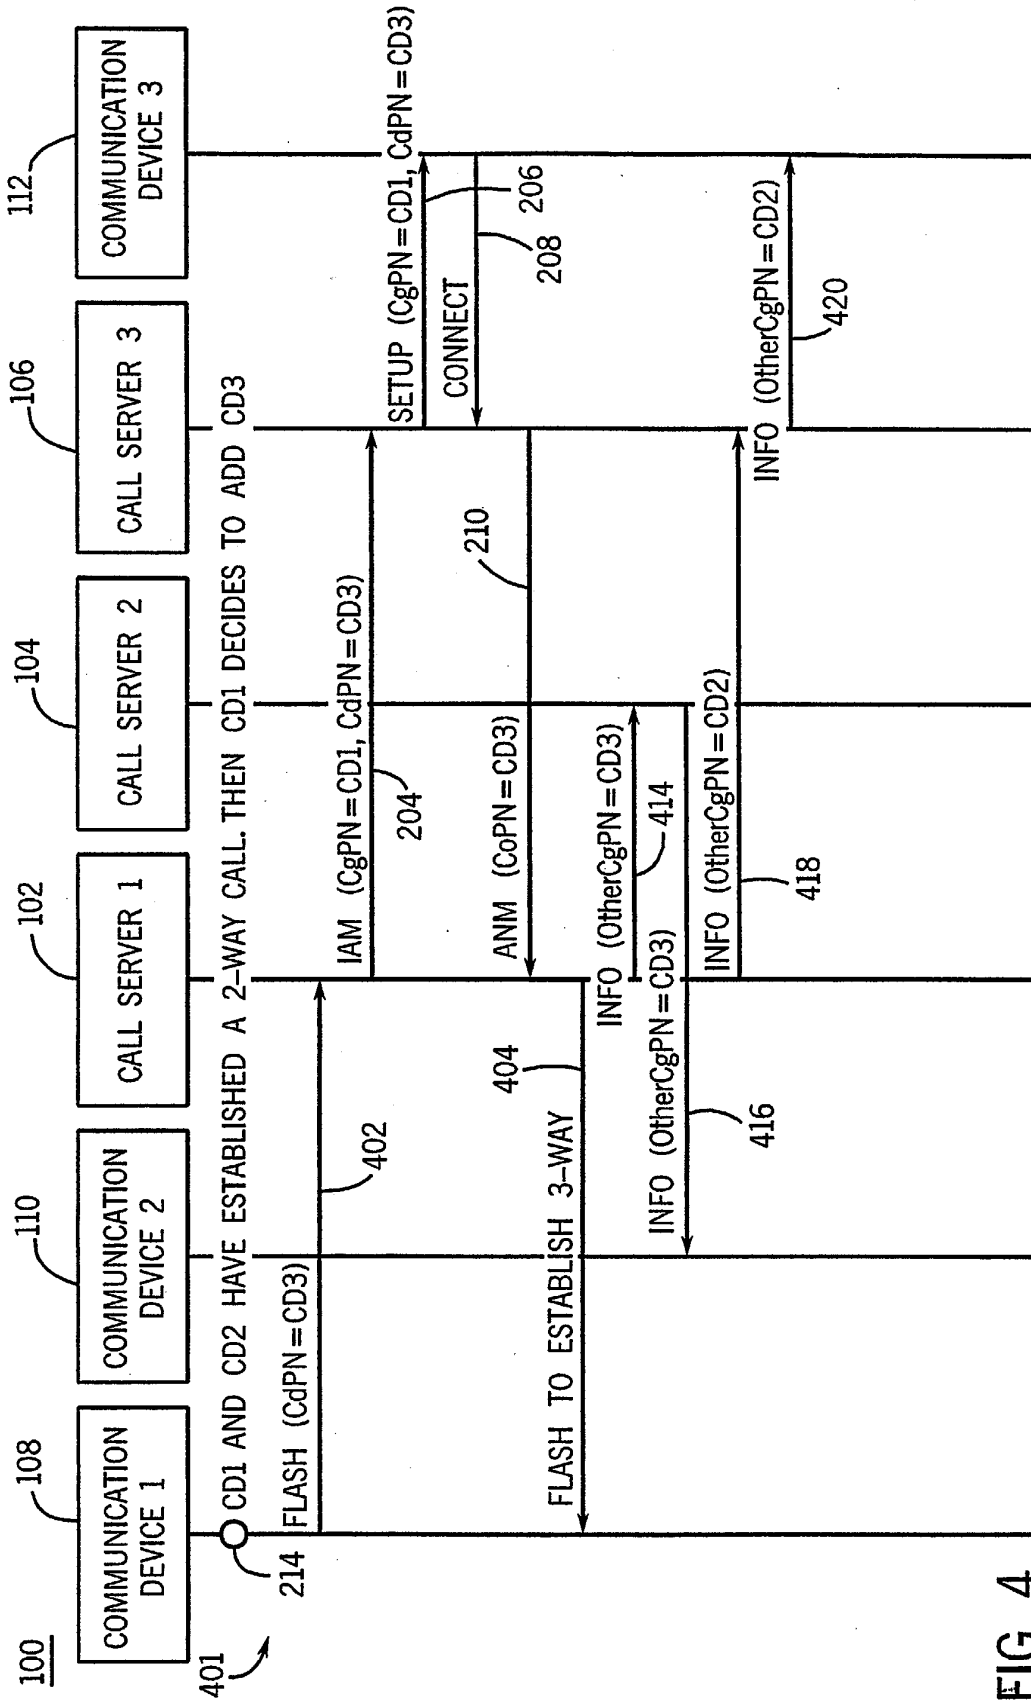 100
108
110
102
104
106
112
COMMUNICATION
DEVICE 1
COMMUNICATION
DEVICE 2
CALL SERVER 1
CALL SERVER 2
CALL SERVER 3
COMMUNICATION
DEVICE 3
401
214
CD1 AND CD2 HAVE ESTABLISHED A 2-WAY CALL. THEN CD1 DECIDES TO ADD CD3
FLASH (CdPN=CD3)
402
IAM (CgPN=CD1, CdPN=CD3)
204
SETUP (CgPN=CD1, CdPN=CD3)
206
CONNECT
208
210
ANM (CoPN=CD3)
404
FLASH TO ESTABLISH 3-WAY
INFO (OtherCgPN=CD3)
414
INFO (OtherCgPN=CD3)
416
INFO (OtherCgPN=CD2)
418
INFO (OtherCgPN=CD2)
420
FIG. 4